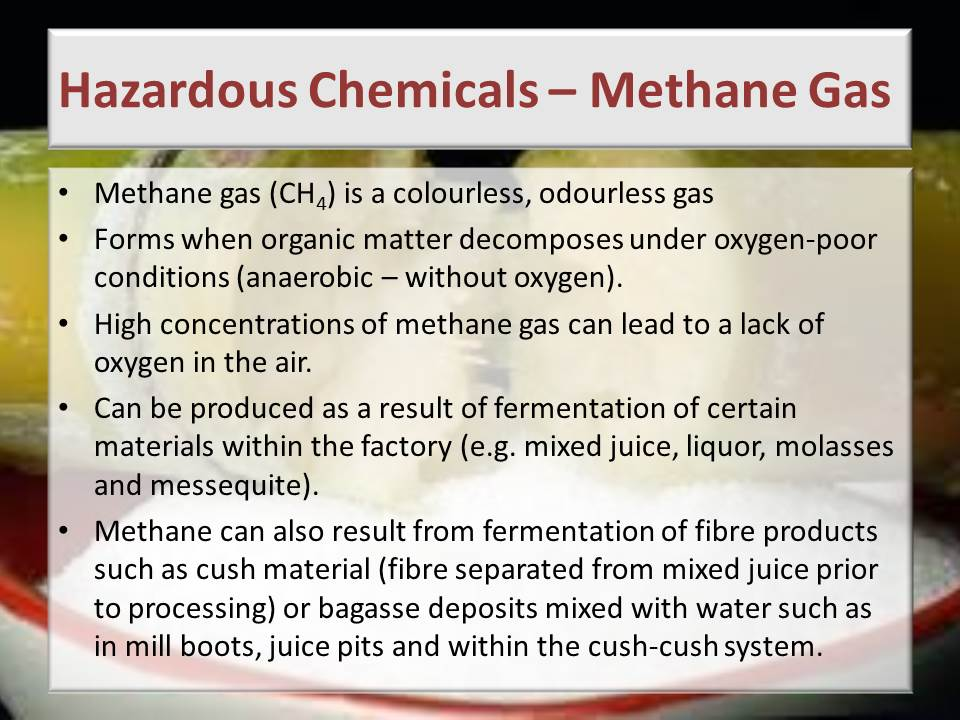 Hazardous Chemicals – Methane Gas
• Methane gas (CH₄) is a colourless, odourless gas
• Forms when organic matter decomposes under oxygen-poor
conditions (anaerobic – without oxygen).
• High concentrations of methane gas can lead to a lack of
oxygen in the air.
• Can be produced as a result of fermentation of certain
materials within the factory (e.g. mixed juice, liquor, molasses
and messequite).
• Methane can also result from fermentation of fibre products
such as cush material (fibre separated from mixed juice prior
to processing) or bagasse deposits mixed with water such as
in mill boots, juice pits and within the cush-cush system.